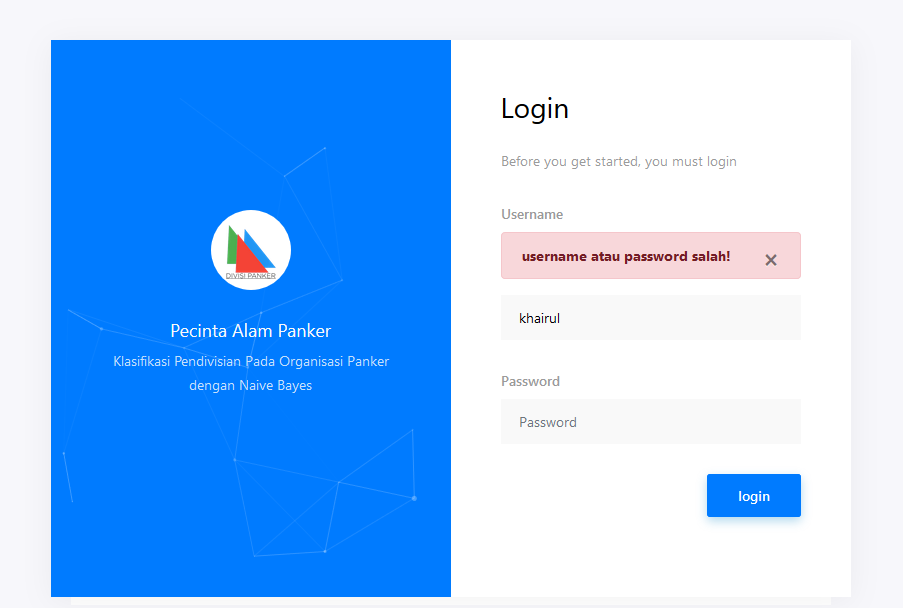 DIVISI PANKER
Pecinta Alam Panker
Klasifikasi Pendivisian Pada Organisasi Panker
dengan Naive Bayes
Login
Before you get started, you must login
Username
username atau password salah! ×
khairul
Password
Password
login